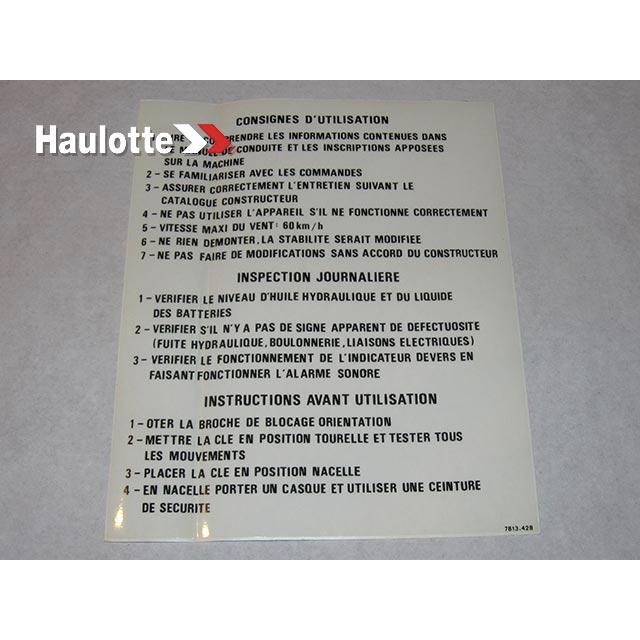 CONSIGNES D'UTILISATION
Haulotte
RENDRE LES INFORMATIONS CONTENUES DANS
DE CONDUITE ET LES INSCRIPTIONS APPOSEES
SUR LA MACHINE
2 - SE FAMILIARISER AVEC LES COMMANDES
3 - ASSURER CORRECTEMENT L'ENTRETIEN SUIVANT LE
CATALOGUE CONSTRUCTEUR
4 - NE PAS UTILISER L'APPAREIL S'IL NE FONCTIONNE CORRECTEMENT
5 - VITESSE MAXI DU VENT: 60 km/h
6 - NE RIEN DEMONTER, LA STABILITE SERAIT MODIFIEE
7 - NE PAS FAIRE DE MODIFICATIONS SANS ACCORD DU CONSTRUCTEUR
INSPECTION JOURNALIERE
1 - VERIFIER LE NIVEAU D'HUILE HYDRAULIQUE ET DU LIQUIDE
DES BATTERIES
2 - VERIFIER S'IL N'Y A PAS DE SIGNE APPARENT DE DEFECTUOSITE
(FUITE HYDRAULIQUE, BOULONNERIE, LIAISONS ELECTRIQUES)
3 - VERIFIER LE FONCTIONNEMENT DE L'INDICATEUR DEVERS EN
FAISANT FONCTIONNER L'ALARME SONORE
INSTRUCTIONS AVANT UTILISATION
1 - OTER LA BROCHE DE BLOCAGE ORIENTATION
2 - METTRE LA CLE EN POSITION TOURELLE ET TESTER TOUS
LES MOUVEMENTS
3 - PLACER LA CLE EN POSITION NACELLE
4 - EN NACELLE PORTER UN CASQUE ET UTILISER UNE CEINTURE
DE SECURITE
7813.428